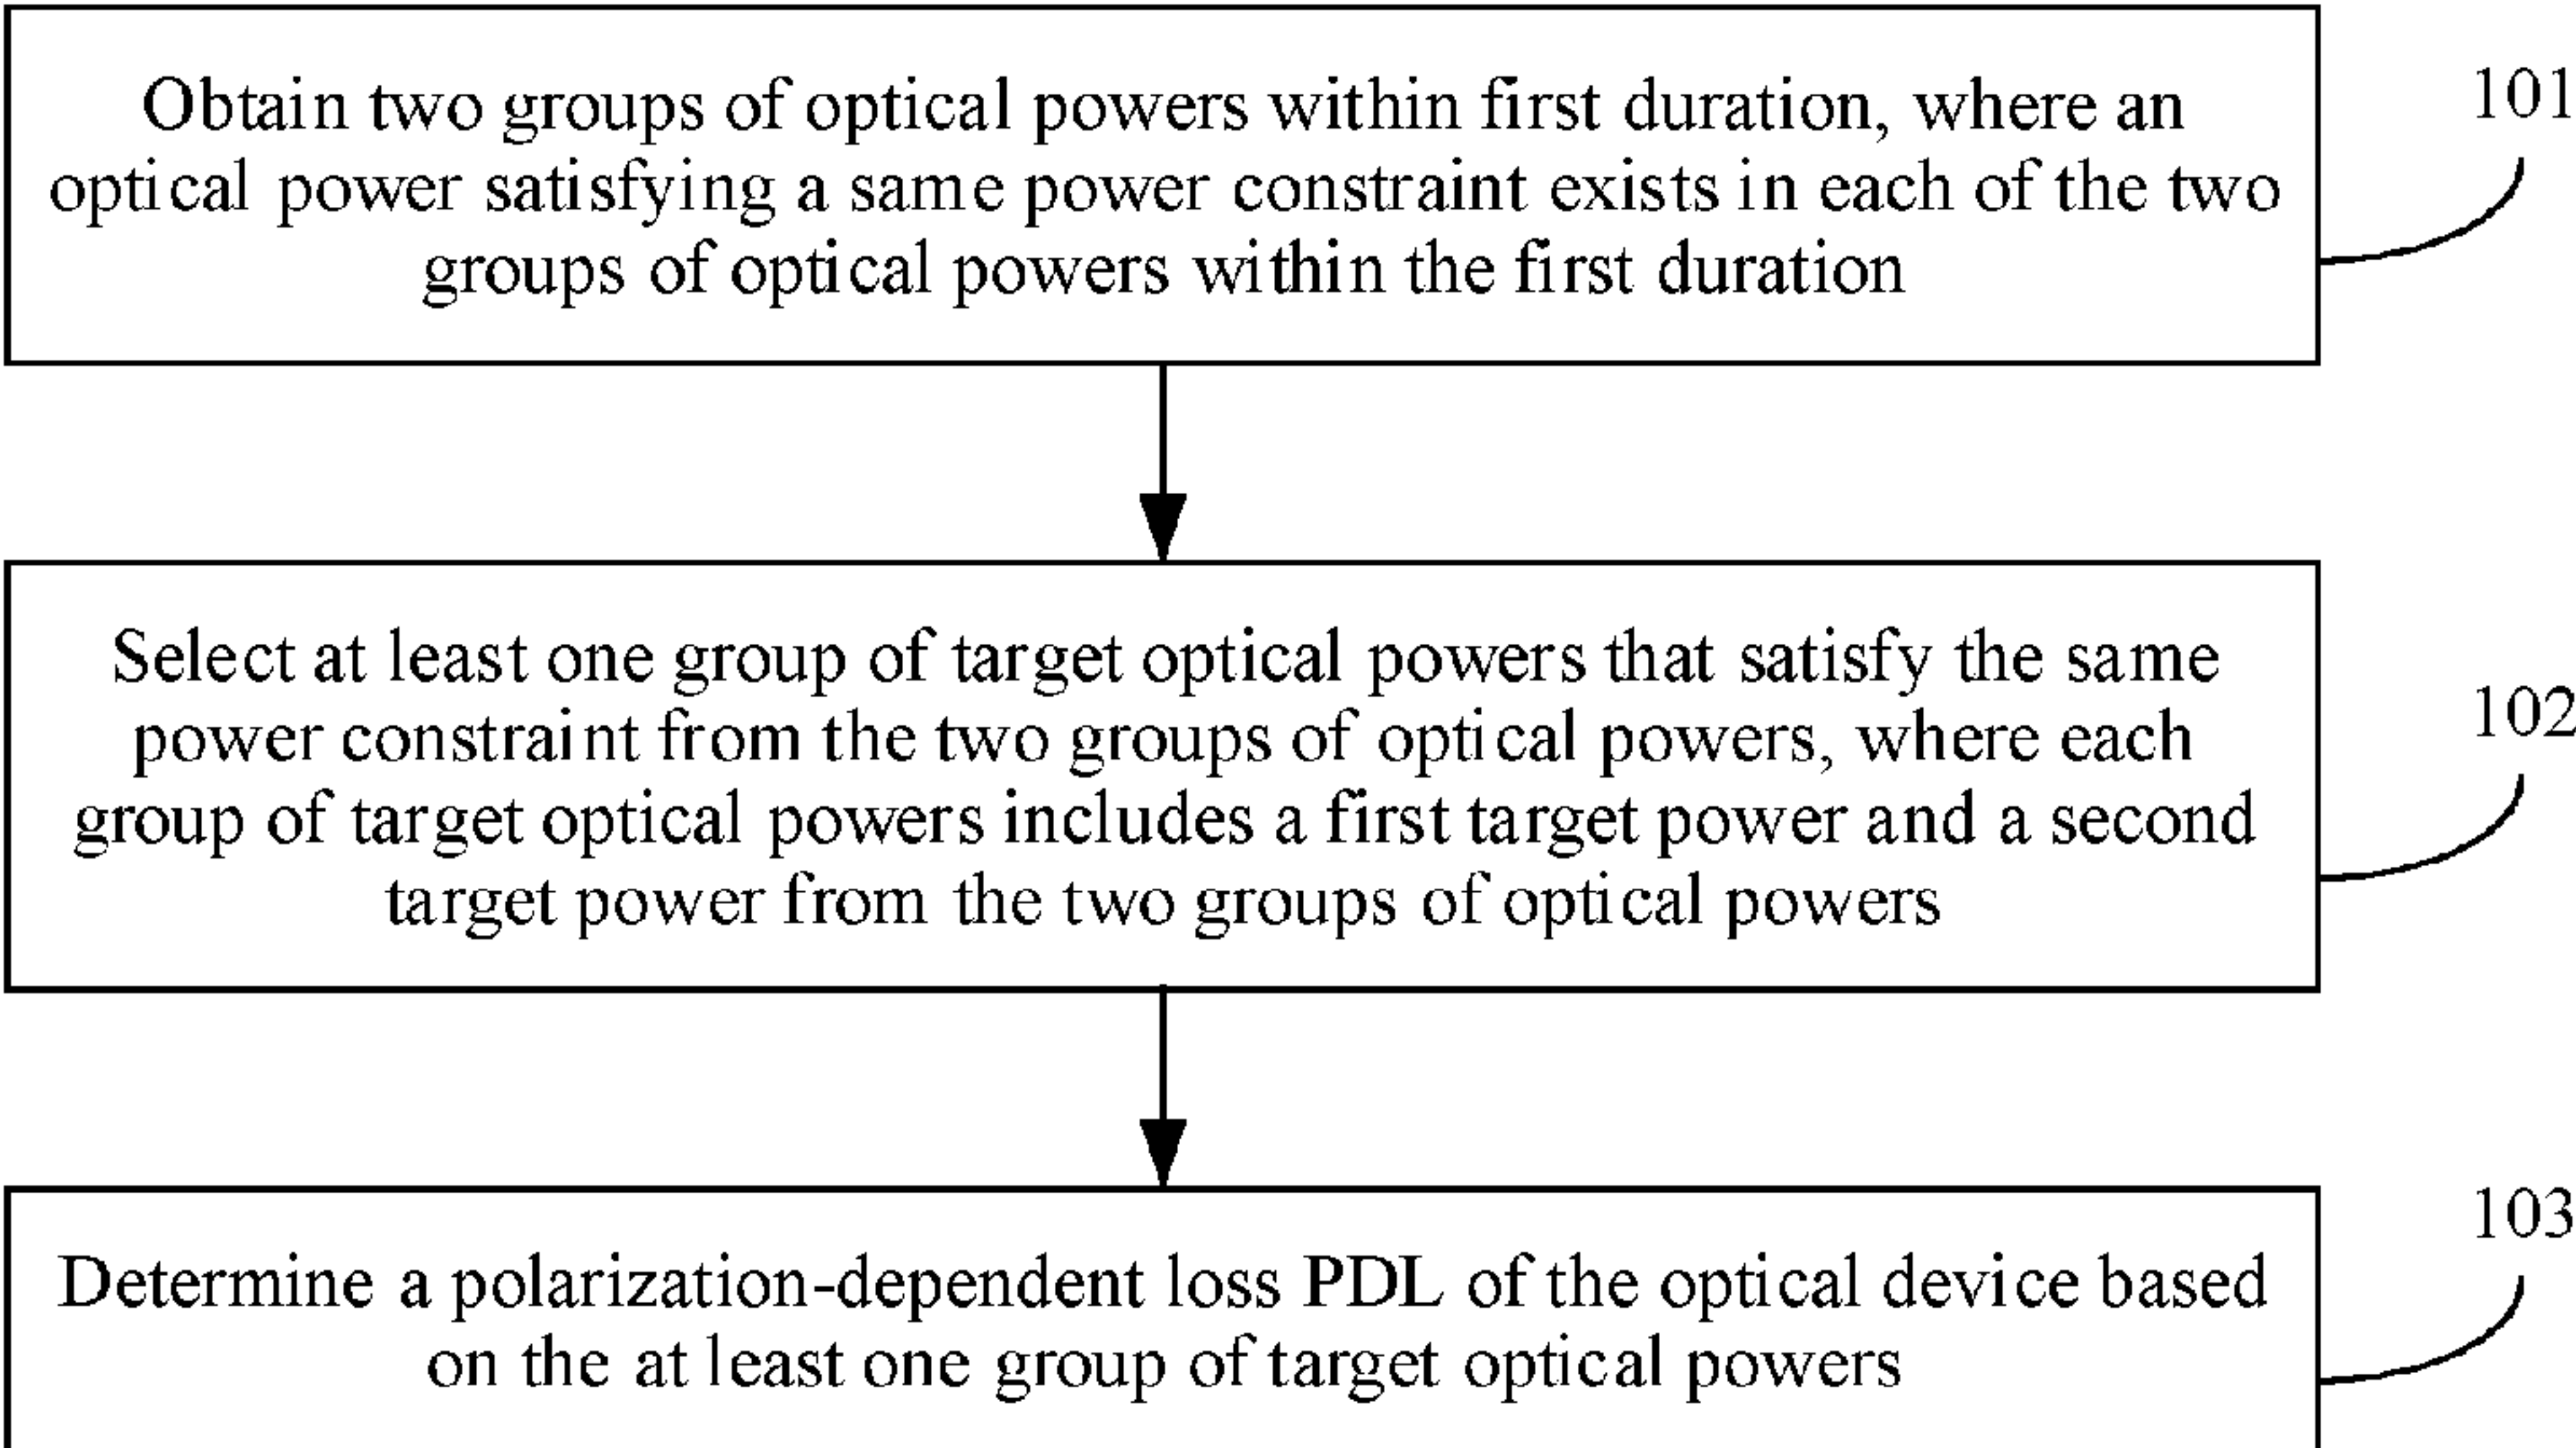 Obtain two groups of optical powers within first duration, where an
optical power satisfying a same power constraint exists in each of the two
groups of optical powers within the first duration
101
Select at least one group of target optical powers that satisfy the same
power constraint from the two groups of optical powers, where each
group of target optical powers includes a first target power and a second
target power from the two groups of optical powers
102
Determine a polarization-dependent loss PDL of the optical device based
on the at least one group of target optical powers
103